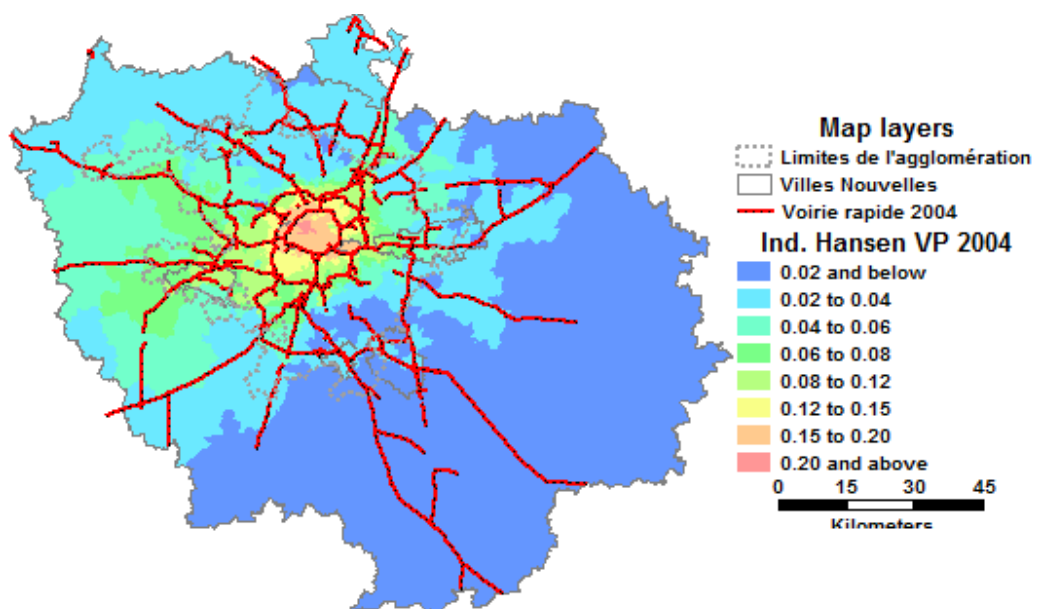 Map layers
Limites de l'agglomération
Villes Nouvelles
Voirie rapide 2004
Ind. Hansen VP 2004
0.02 and below
0.02 to 0.04
0.04 to 0.06
0.06 to 0.08
0.08 to 0.12
0.12 to 0.15
0.15 to 0.20
0.20 and above
0 15 30 45
Kilometers